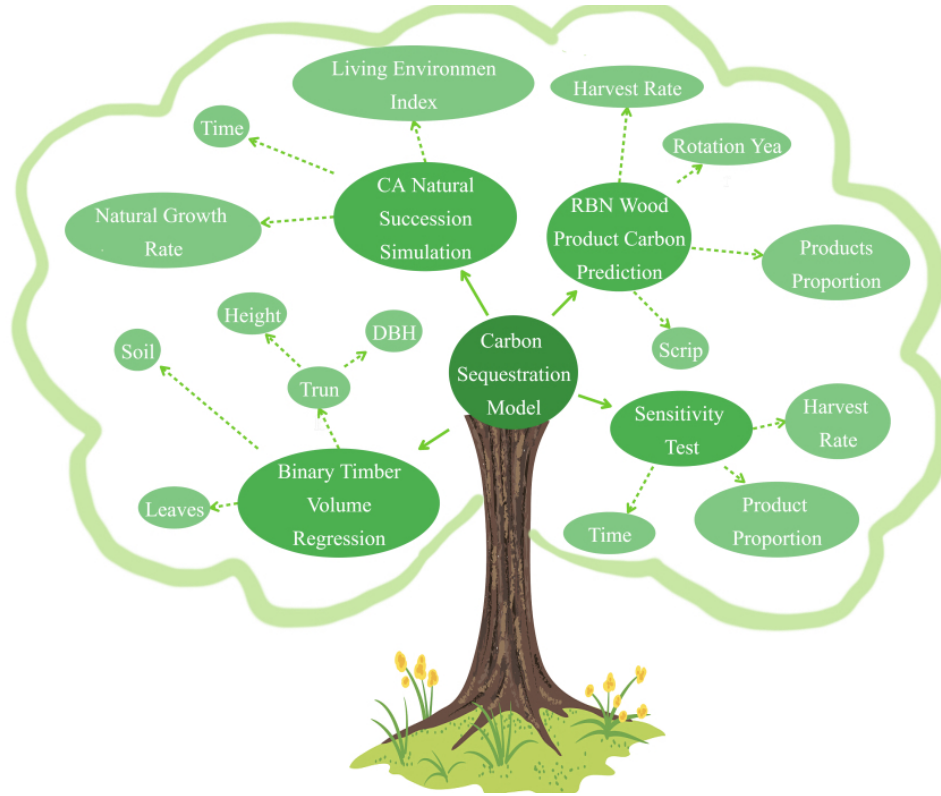 Living Environmen
Index
Harvest Rate
Time
Rotation Yea
CA Natural
Succession
Simulation
RBN Wood
Product Carbon
Prediction
Natural Growth
Rate
Products
Proportion
Height
DBH
Soil
Trun
Carbon
Sequestration
Model
Scrip
Sensitivity
Test
Harvest
Rate
Binary Timber
Volume
Regression
Leaves
Time
Product
Proportion